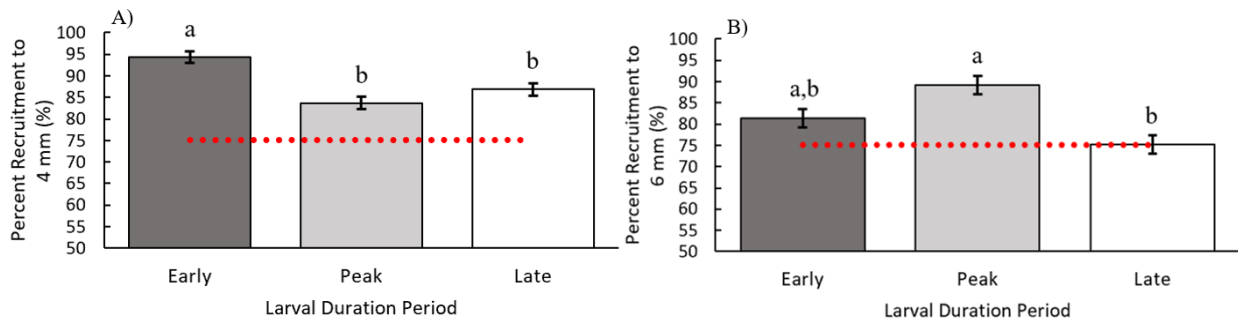 A)
Percent Recruitment to
4 mm (%)
100
95
90
85
80
75
70
65
60
55
50
a
b
b
Early
Peak
Late
Larval Duration Period
B)
Percent Recruitment to
6 mm (%)
100
95
90
85
80
75
70
65
60
55
50
a,b
a
b
Early
Peak
Late
Larval Duration Period